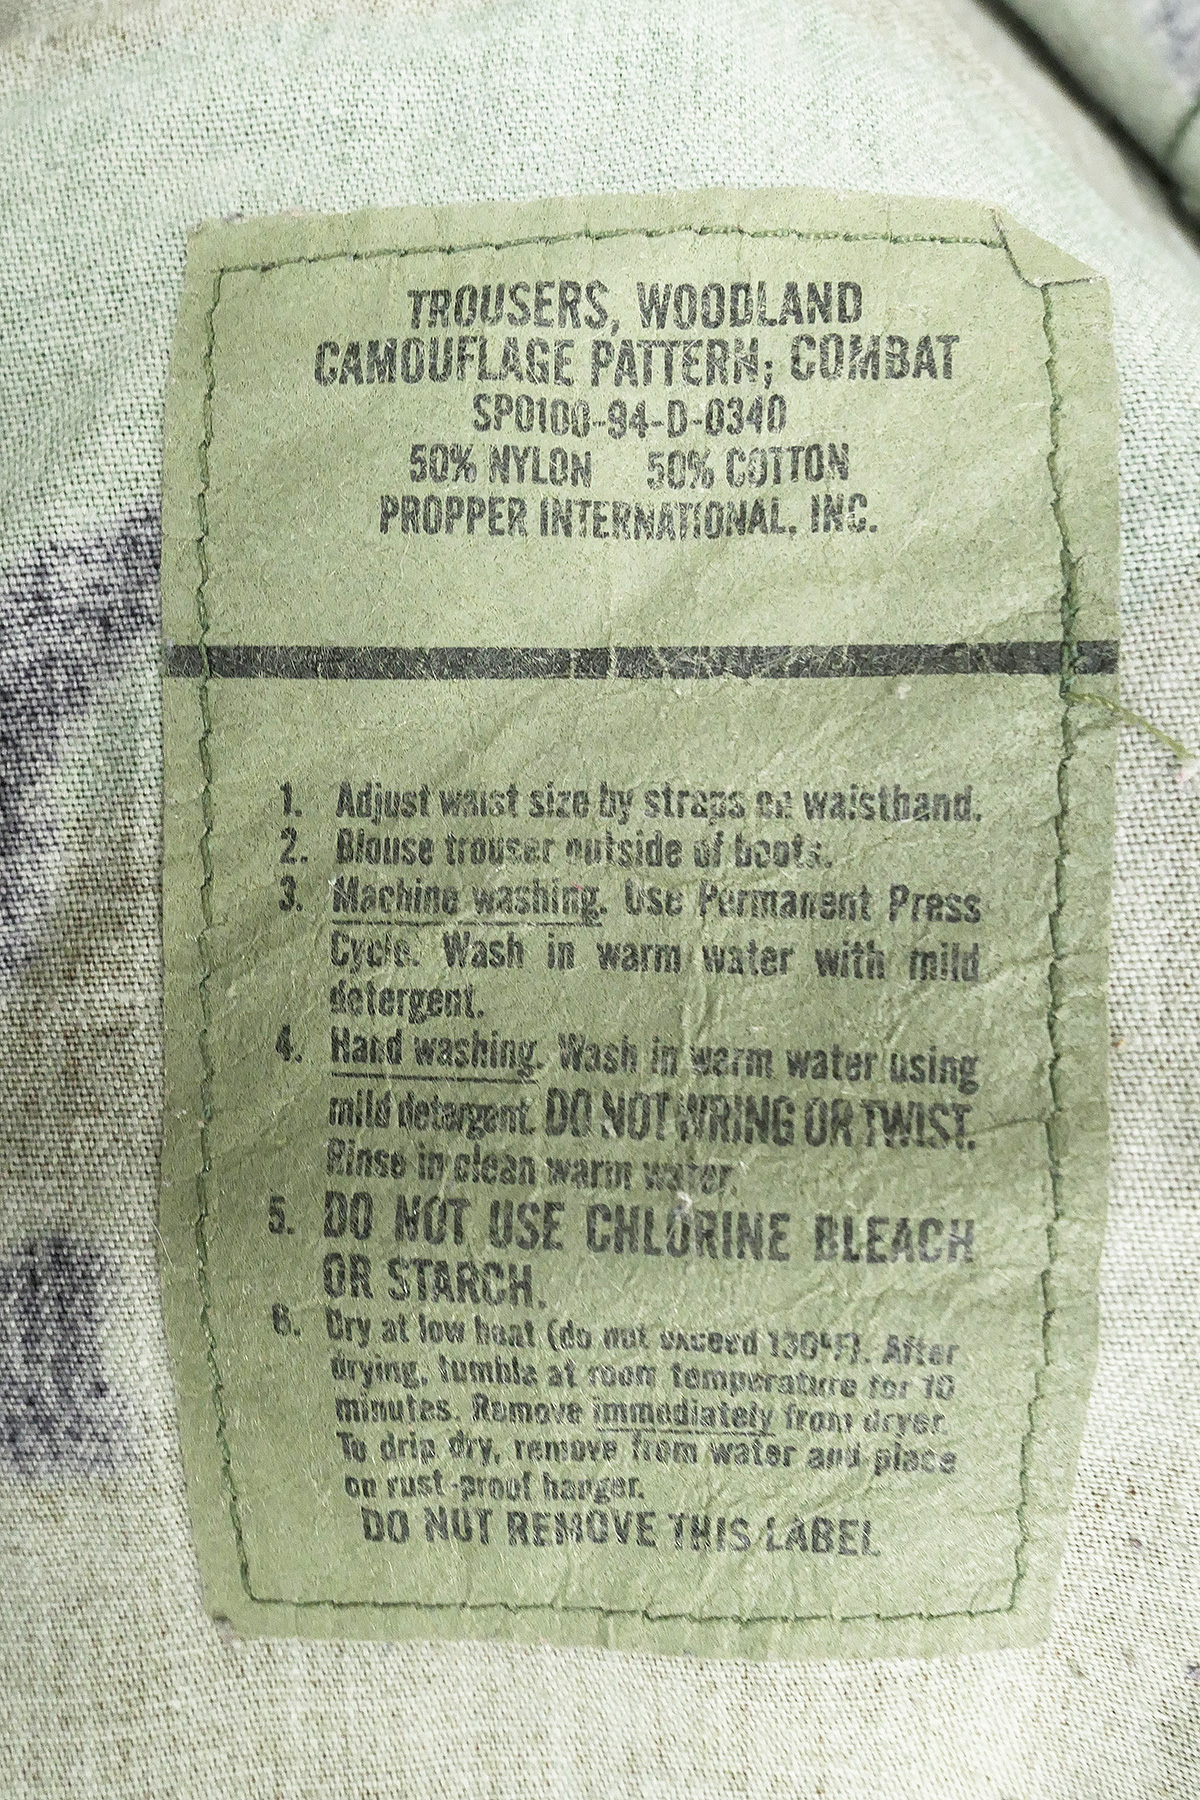 TROUSERS, WOODLAND
CAMOUFLAGE PATTERN; COMBAT
SPO100-94-D-0340
50% NYLON 50% COTTON
PROPPER INTERNATIONAL, INC.
1. Adjust waist size by straps on waistband.
2. Blouse trouser outside of boots.
3. Machine washing. Use Permanent Press
Cycle. Wash in warm water with mild
detergent.
4. Hand washing. Wash in warm water using
mild detergent. DO NOT WRING OR TWIST.
Rinse in clean warm water.
5. DO NOT USE CHLORINE BLEACH
OR STARCH.
6. Dry at low heat (do not exceed 130°F). After
drying, tumble at room temperature for 10
minutes. Remove immediately from dryer.
To drip dry, remove from water and place
on rust-proof hanger.
DO NOT REMOVE THIS LABEL